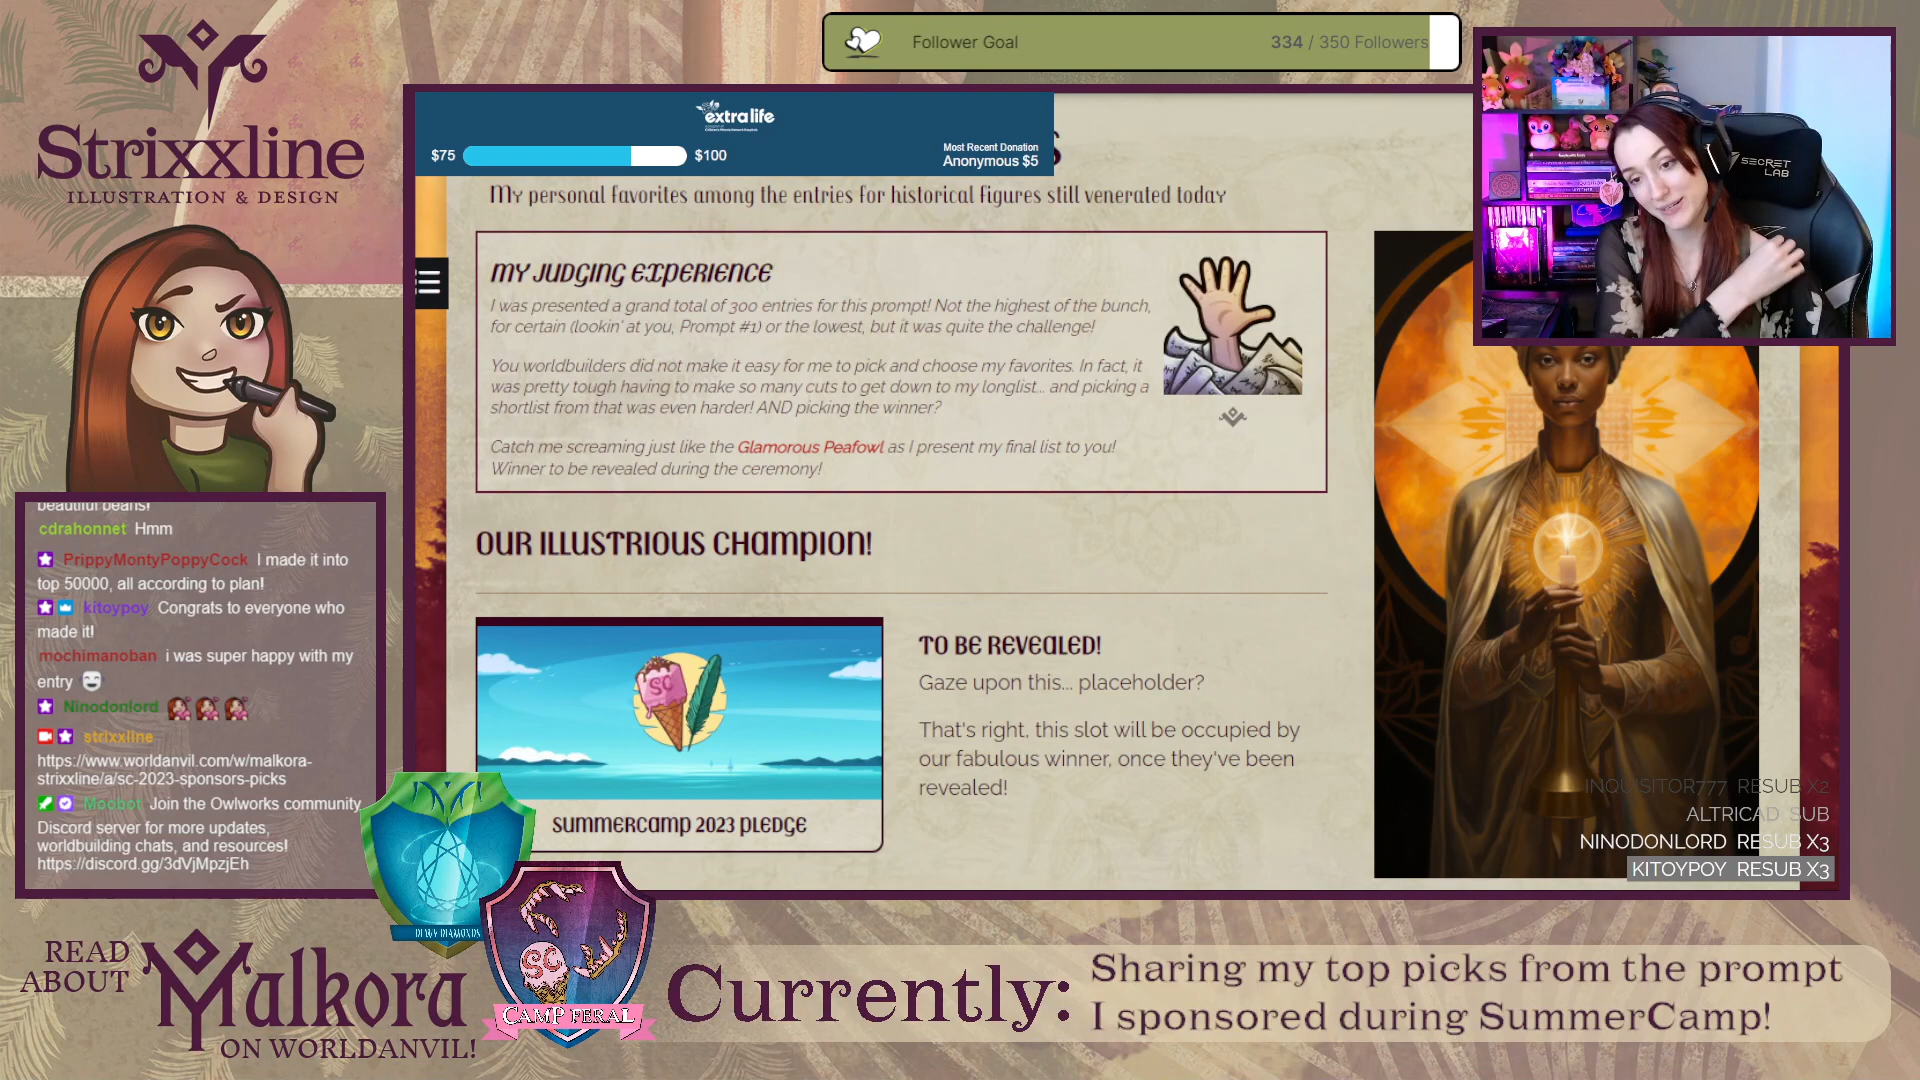 Strixxline
ILLUSTRATION & DESIGN
Follower Goal
334 / 350 Followers
extralife
$75
$100
Most Recent Donation
Anonymous $5
My personal favorites among the entries for historical figures still venerated today
MY JUDGING EXPERIENCE
I was presented a grand total of 300 entries for this prompt! Not the highest of the bunch,
for certain (lookin' at you, Prompt #1) or the lowest, but it was quite the challenge!
You worldbuilders did not make it easy for me to pick and choose my favorites. In fact, it
was pretty tough having to make so many cuts to get down to my longlist... and picking a
shortlist from that was even harder! AND picking the winner?
Catch me screaming just like the Glamorous Peafowl as I present my final list to you!
Winner to be revealed during the ceremony!
OUR ILLUSTRIOUS CHAMPION!
SC
SUMMERCAMP 2023 PLEDGE
TO BE REVEALED!
Gaze upon this... placeholder?
That's right, this slot will be occupied by
our fabulous winner, once they've been
revealed!
SECRET
LAB
INQUISITOR777 RESUB X2
ALTRICAD SUB
NINODONLORD RESUB X3
KITOYPOY RESUB X3
beautiful beans!
cdrahonnet Hmm
PrippyMontyPoppyCock I made it into
top 50000, all according to plan!
kitoypoy Congrats to everyone who
made it!
mochimanoban i was super happy with my
entry
Ninodonlord
strixxline
https://www.worldanvil.com/w/malkora-
strixxline/a/sc-2023-sponsors-picks
Moobot Join the Owlworks community
Discord server for more updates,
worldbuilding chats, and resources!
https://discord.gg/3dVjMpzjEh
DEWY DIAMONDS
SC
CAMP FERAL
READ
ABOUT
Malkora
ON WORLDANVIL!
Currently:
Sharing my top picks from the prompt
I sponsored during SummerCamp!